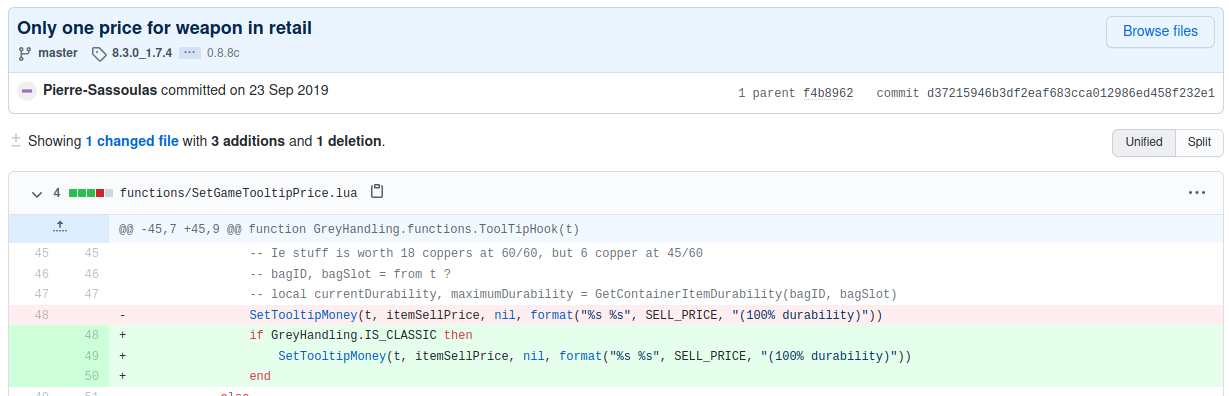 Only one price for weapon in retail
Browse files
master 8.3.0_1.7.4 ··· 0.8.8c
Pierre-Sassoulas committed on 23 Sep 2019
1 parent f4b8962 commit d37215946b3df2eaf683cca012986ed458f232e1
Showing 1 changed file with 3 additions and 1 deletion.
Unified Split
4 functions/SetGameTooltipPrice.lua
@@ -45,7 +45,9 @@ function GreyHandling.functions.ToolTipHook(t)
45 45 -- Ie stuff is worth 18 coppers at 60/60, but 6 copper at 45/60
46 46 -- bagID, bagSlot = from t ?
47 47 -- local currentDurability, maximumDurability = GetContainerItemDurability(bagID, bagSlot)
48 - SetTooltipMoney(t, itemSellPrice, nil, format("%s %s", SELL_PRICE, "(100% durability)"))
48 + if GreyHandling.IS_CLASSIC then
49 + SetTooltipMoney(t, itemSellPrice, nil, format("%s %s", SELL_PRICE, "(100% durability)"))
50 + end
49 51 else